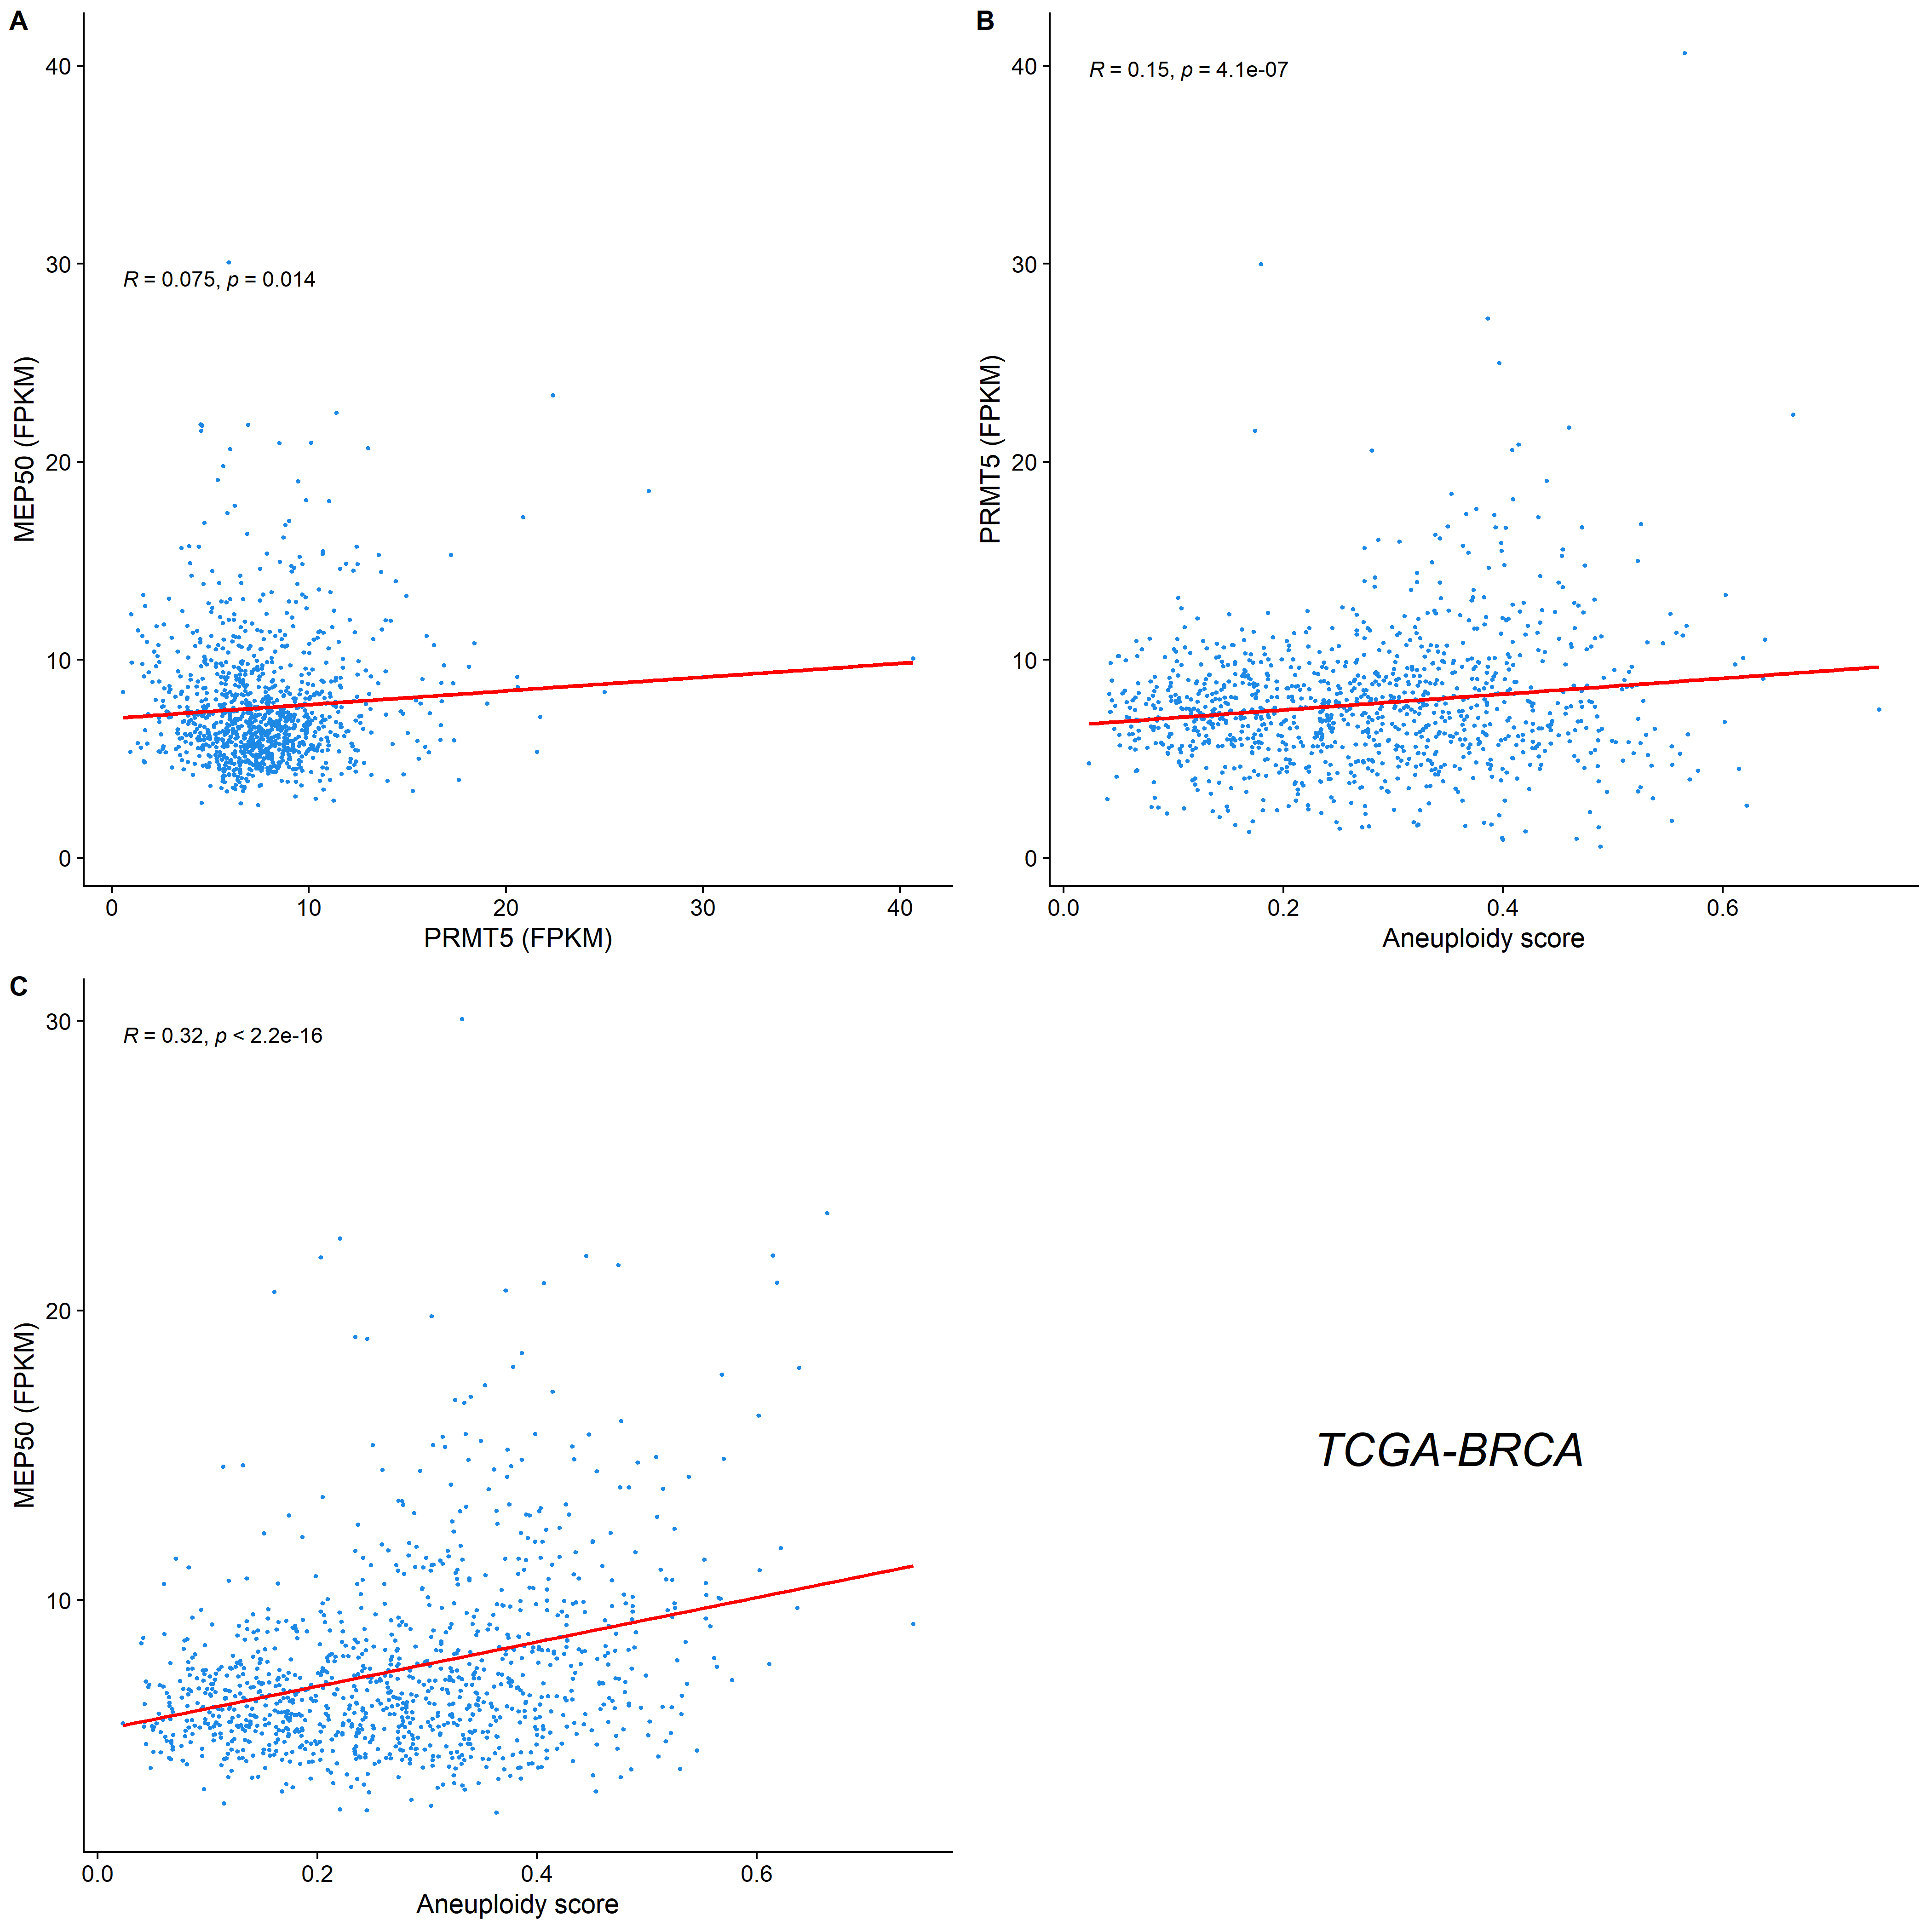 A
40
30
20
10
0
R = 0.075, p = 0.014
MEP50 (FPKM)
0 10 20 30 40
PRMT5 (FPKM)
B
40
30
20
10
0
R = 0.15, p = 4.1e-07
PRMT5 (FPKM)
0.0 0.2 0.4 0.6
Aneuploidy score
C
30
20
10
R = 0.32, p < 2.2e-16
MEP50 (FPKM)
0.0 0.2 0.4 0.6
Aneuploidy score
TCGA-BRCA